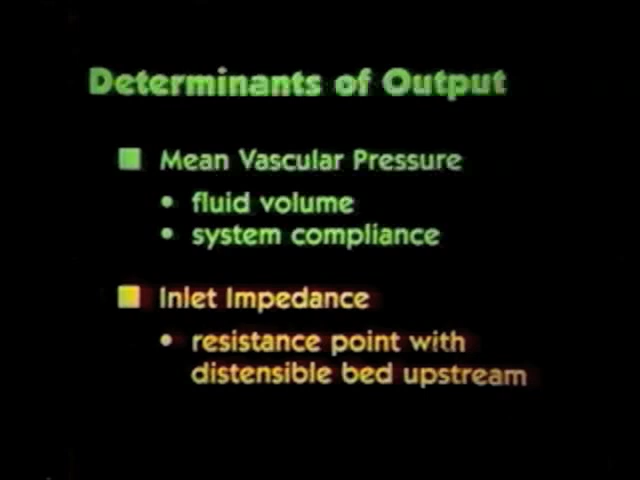 Determinants of Output
■ Mean Vascular Pressure
• fluid volume
• system compliance
■ Inlet Impedance
• resistance point with
distensible bed upstream